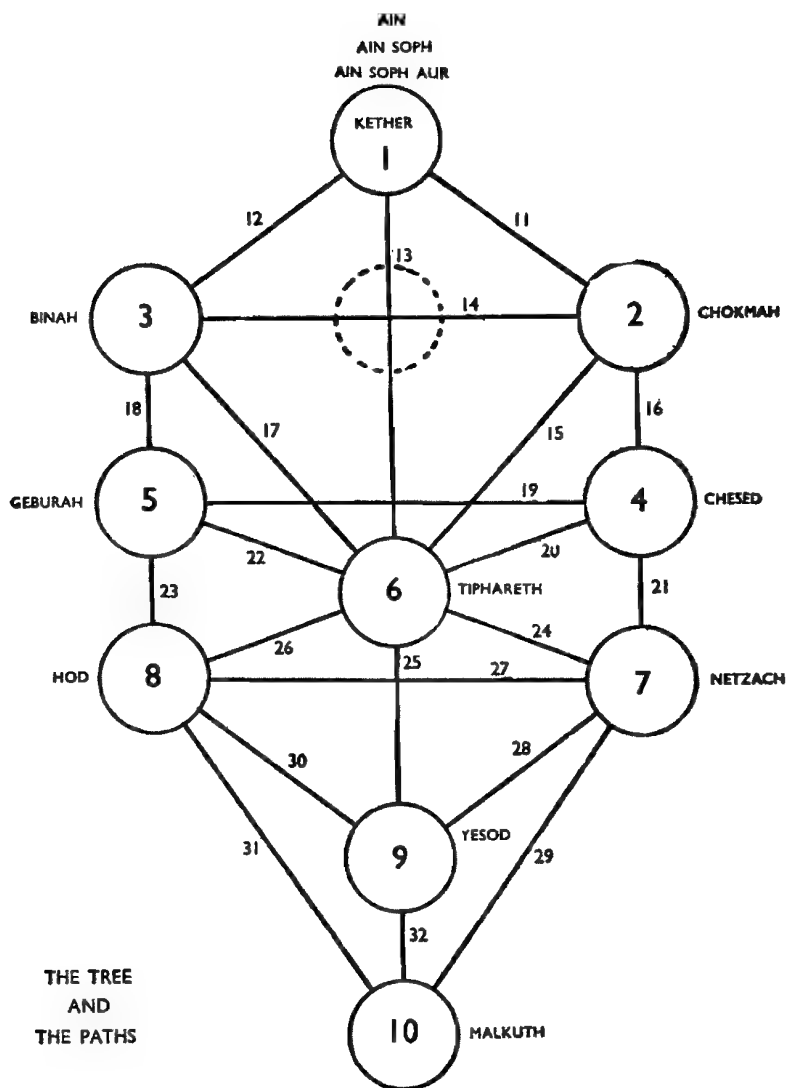 AIN
AIN SOPH
AIN SOPH AUR
KETHER
1
12
11
13
BINAH
3
14
2
CHOKMAH
18
17
15
16
GEBURAH
5
19
4
CHESED
22
20
23
6
TIPHARETH
21
26
24
HOD
8
25
27
7
NETZACH
30
28
YESOD
31
9
29
32
THE TREE
AND
THE PATHS
10
MALKUTH